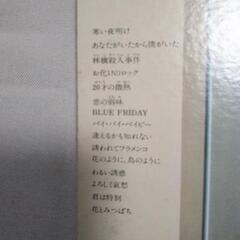 寒い夜明け
あなたがいたから僕がいた
林檎殺人事件
お化けのロック
20才の微熱
恋の弱味
BLUE FRIDAY
バイ・バイ・ベイビー
逢えるかも知れない
誘われてフラメンコ
花のように、鳥のように
わるい誘惑
よろしく哀愁
君は特別
花とみつばち